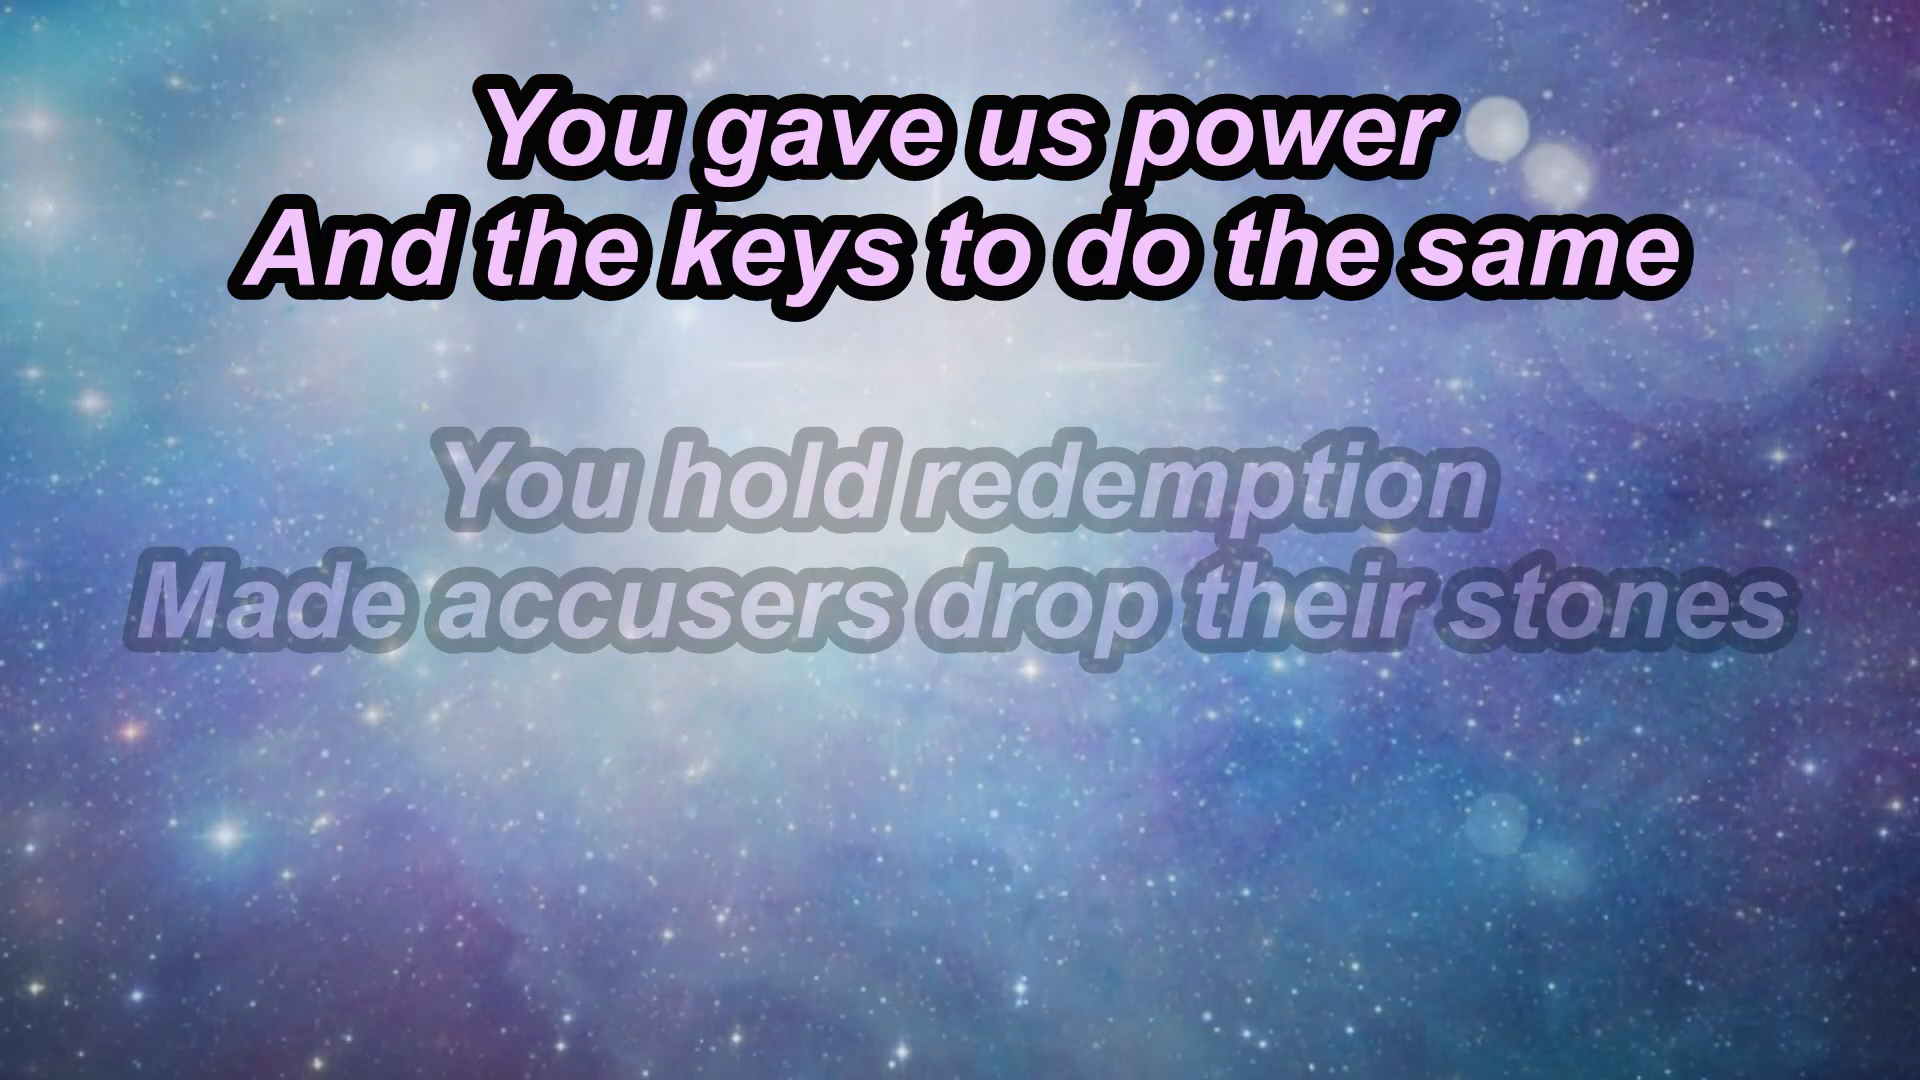 You gave us power
And the keys to do the same
You hold redemption
Made accusers drop their stones